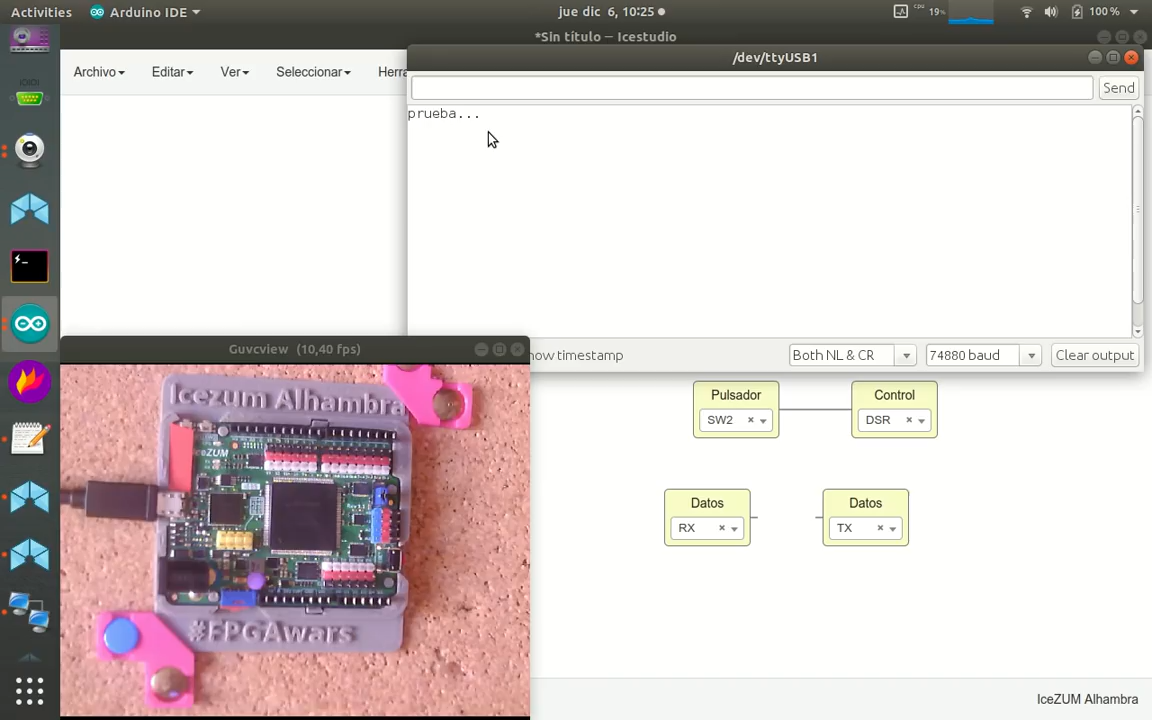 Activities
Arduino IDE
jue dic 6, 10:25
19%
100 %
*Sin título – Icestudio
Archivo
Editar
Ver
Seleccionar
Herra
/dev/ttyUSB1
Send
prueba...
how timestamp
Both NL & CR
74880 baud
Clear output
Guvcview (10,40 fps)
Icezum Alhambra
iceZUM
#FPGAwars
Pulsador
SW2
Control
DSR
Datos
RX
Datos
TX
IceZUM Alhambra